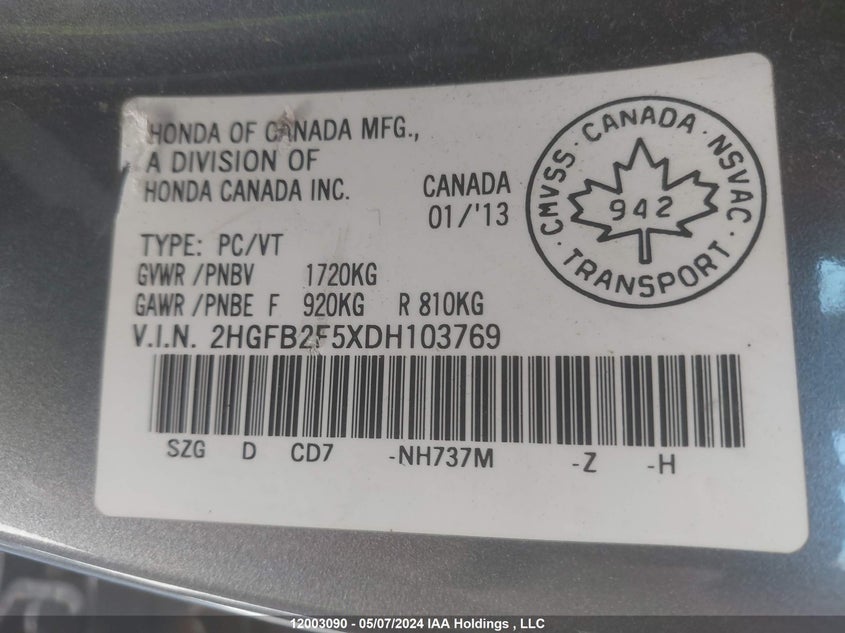 HONDA OF CANADA MFG.,
A DIVISION OF
HONDA CANADA INC.
CANADA
01/'13
TYPE: PC/VT
GVWR /PNBV 1720KG
GAWR /PNBE F 920KG R 810KG
V.I.N. 2HGFB2F5XDH103769
SZG D CD7 -NH737M -Z -H
CMVSS · CANADA · NSVAC · TRANSPORT ·
942
12003090 - 05/07/2024 IAA Holdings , LLC